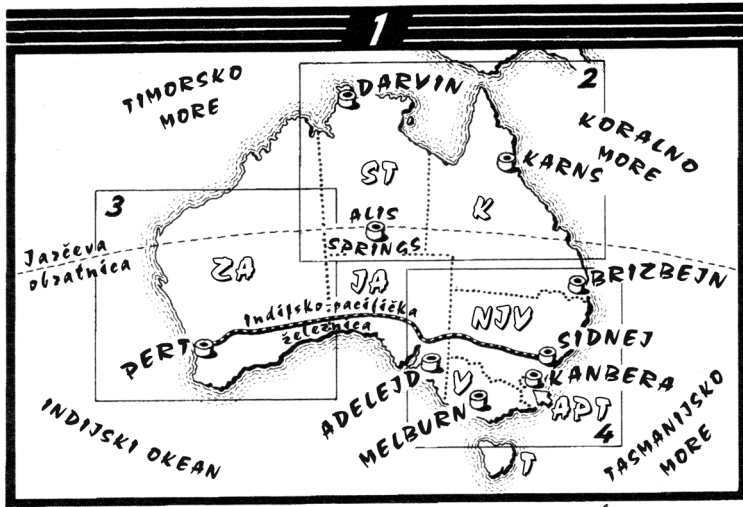 1
TIMORSKO
MORE
DARVIN
2
KORALNO
MORE
KARNS
ST
K
3
ALIS
SPRINGS
Jarčeva
obratnica
ZA
JA
BRIZBEJN
Indijsko-pacifička
železnica
NJV
PERT
SIDNEJ
ADELEJD
V
KANBERA
MELBURN
APT
4
INDIJSKI OKEAN
T
TASMANIJSKO
MORE